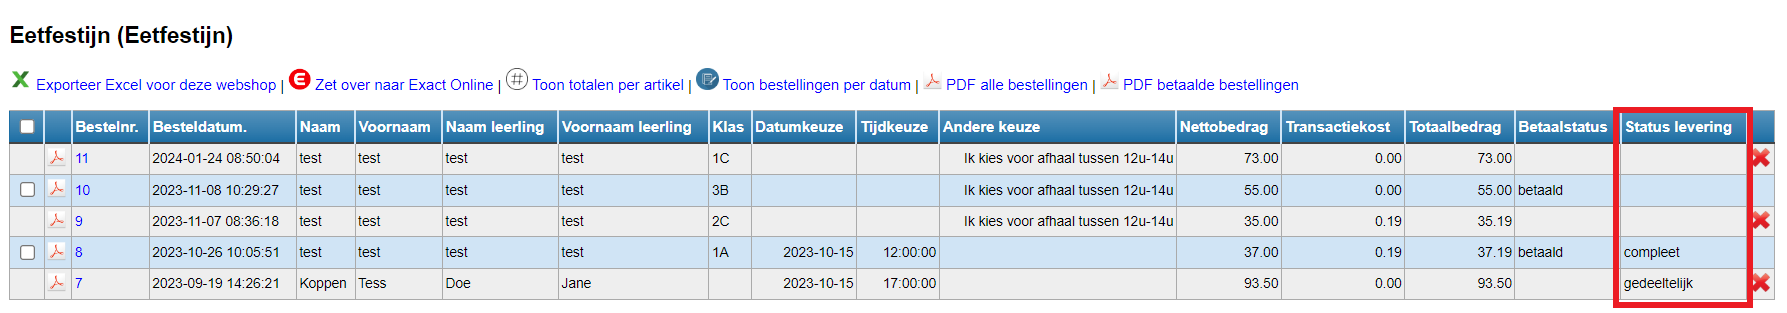 Eetfestijn (Eetfestijn)
Exporteer Excel voor deze webshop | Zet over naar Exact Online | Toon totalen per artikel | Toon bestellingen per datum | PDF alle bestellingen | PDF betaalde bestellingen
Bestelnr. Besteldatum. Naam Voornaam Naam leerling Voornaam leerling Klas Datumkeuze Tijdkeuze Andere keuze Nettobedrag Transactiekost Totaalbedrag Betaalstatus Status levering
11 2024-01-24 08:50:04 test test test test 1C Ik kies voor afhaal tussen 12u-14u 73.00 0.00 73.00
10 2023-11-08 10:29:27 test test test test 3B Ik kies voor afhaal tussen 12u-14u 55.00 0.00 55.00 betaald
9 2023-11-07 08:36:18 test test test test 2C Ik kies voor afhaal tussen 12u-14u 35.00 0.19 35.19
8 2023-10-26 10:05:51 test test test test 1A 2023-10-15 12:00:00 37.00 0.19 37.19 betaald compleet
7 2023-09-19 14:26:21 Koppen Tess Doe Jane 2023-10-15 17:00:00 93.50 0.00 93.50 gedeeltelijk